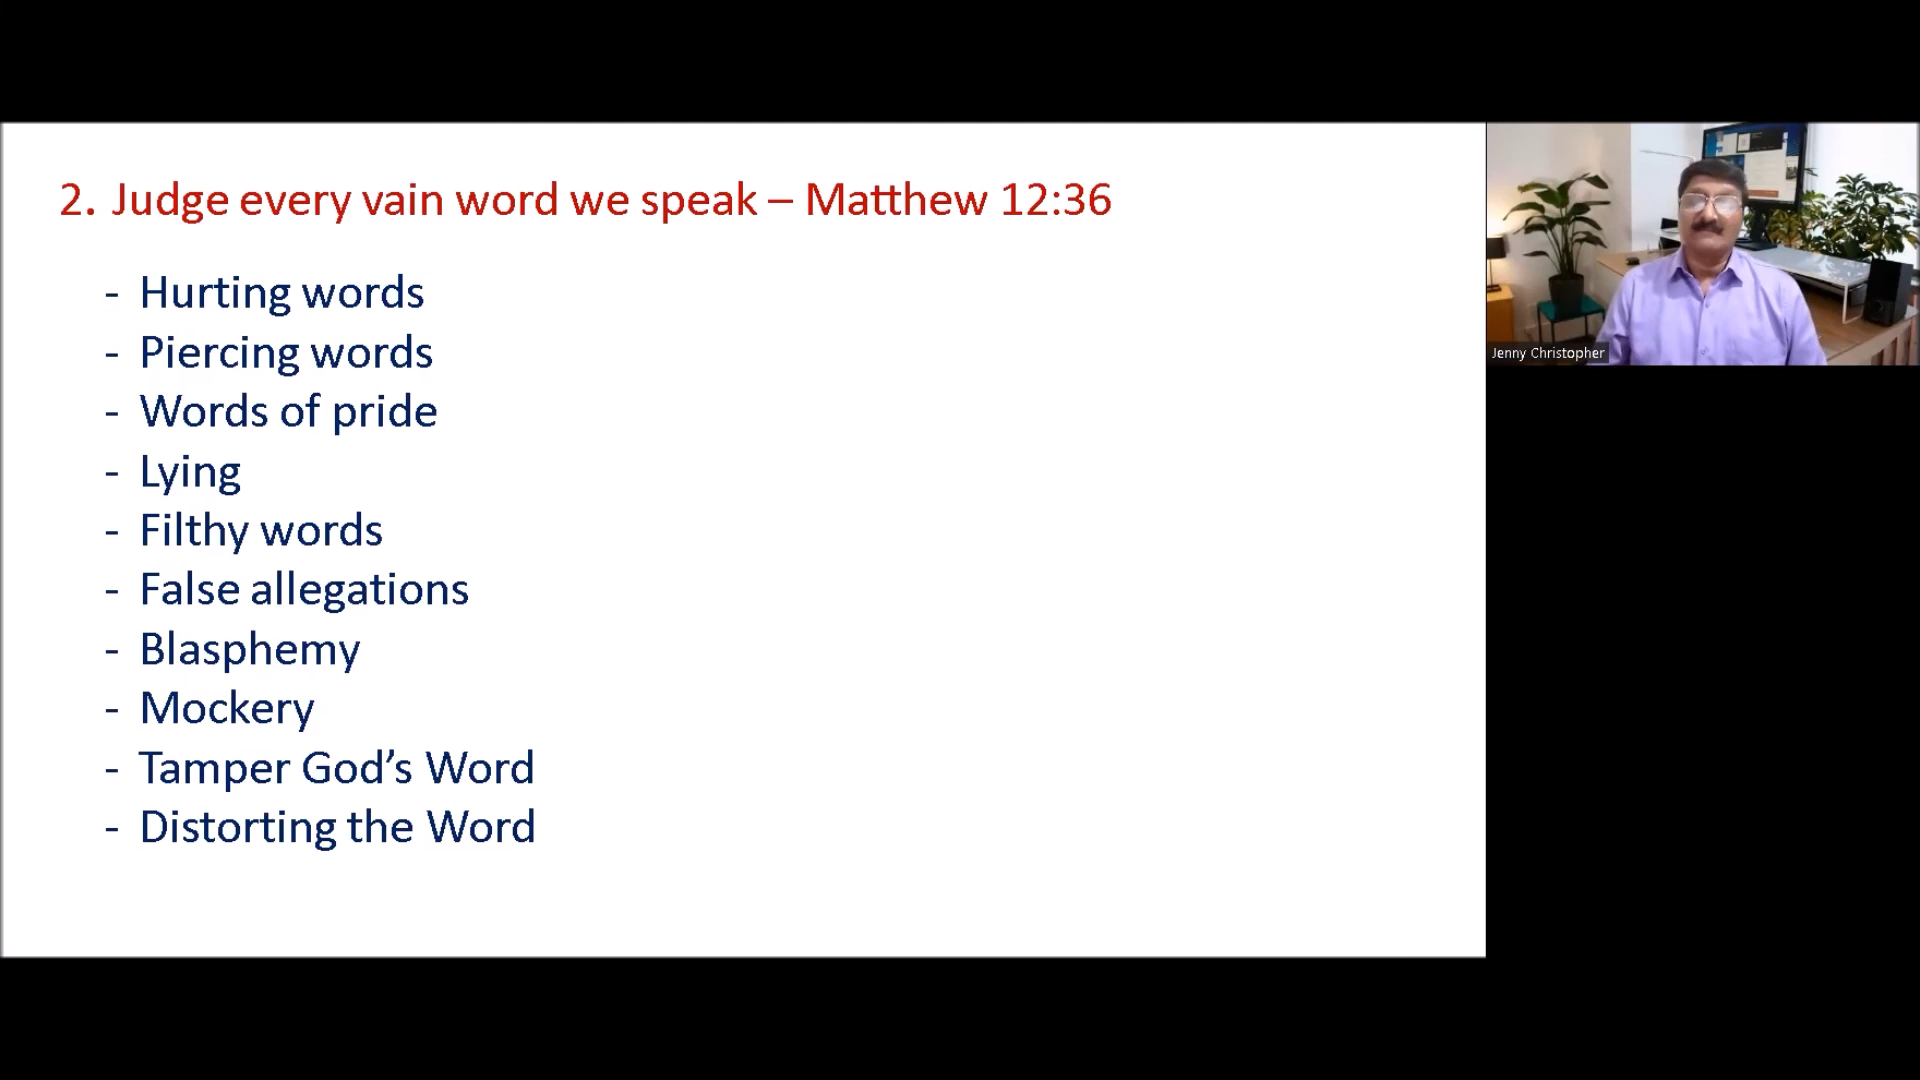 2. Judge every vain word we speak – Matthew 12:36
- Hurting words
- Piercing words
- Words of pride
- Lying
- Filthy words
- False allegations
- Blasphemy
- Mockery
- Tamper God’s Word
- Distorting the Word
Jenny Christopher